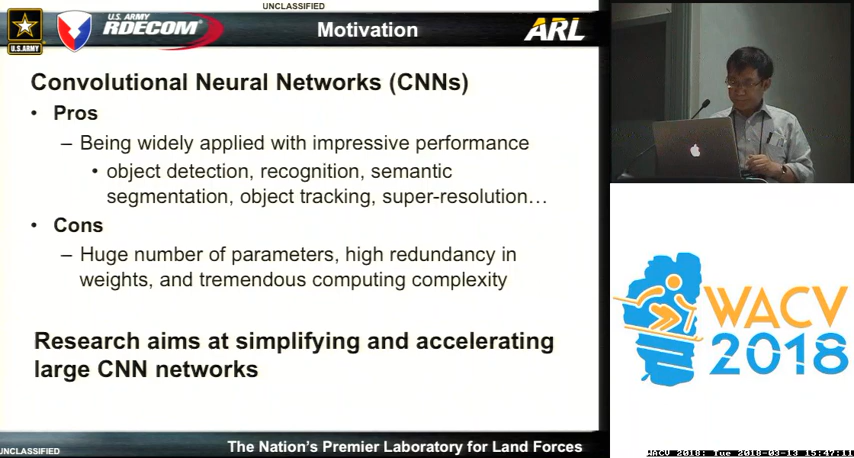 UNCLASSIFIED
U.S. ARMY
U.S. ARMY
RDECOM
Motivation
ARL
Convolutional Neural Networks (CNNs)
• Pros
– Being widely applied with impressive performance
• object detection, recognition, semantic
segmentation, object tracking, super-resolution…
• Cons
– Huge number of parameters, high redundancy in
weights, and tremendous computing complexity
Research aims at simplifying and accelerating
large CNN networks
UNCLASSIFIED
The Nation's Premier Laboratory for Land Forces
WACV
2018
WACV 2018: Tue 2018-03-13 15:47:11